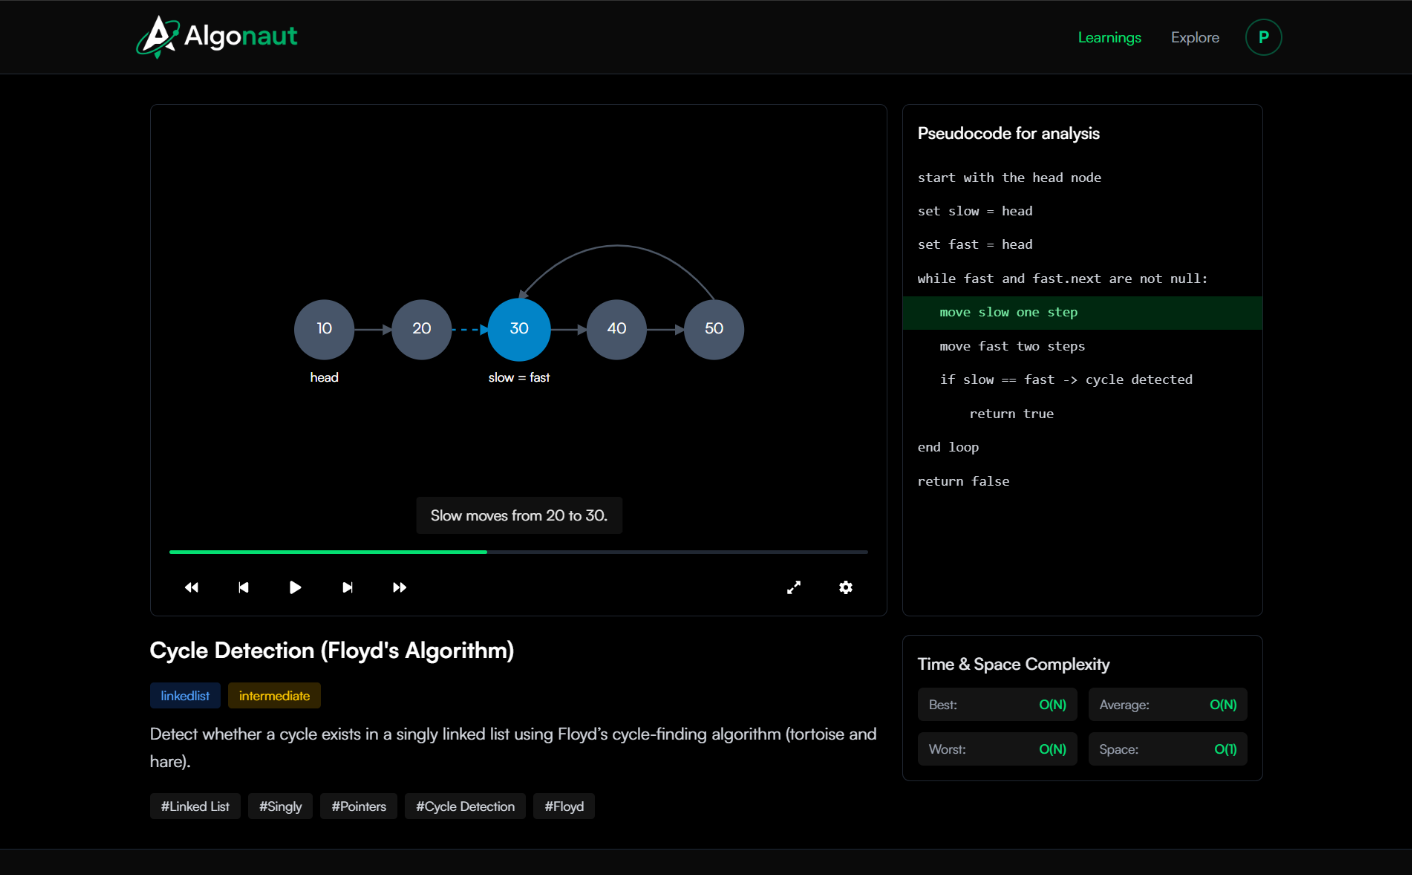 Algonaut
Learnings
Explore
P
10
20
30
40
50
head
slow = fast
Slow moves from 20 to 30.
Pseudocode for analysis
start with the head node
set slow = head
set fast = head
while fast and fast.next are not null:
move slow one step
move fast two steps
if slow == fast -> cycle detected
return true
end loop
return false
Cycle Detection (Floyd's Algorithm)
linkedlist
intermediate
Detect whether a cycle exists in a singly linked list using Floyd’s cycle-finding algorithm (tortoise and
hare).
#Linked List
#Singly
#Pointers
#Cycle Detection
#Floyd
Time & Space Complexity
Best: O(N)
Average: O(N)
Worst: O(N)
Space: O(1)